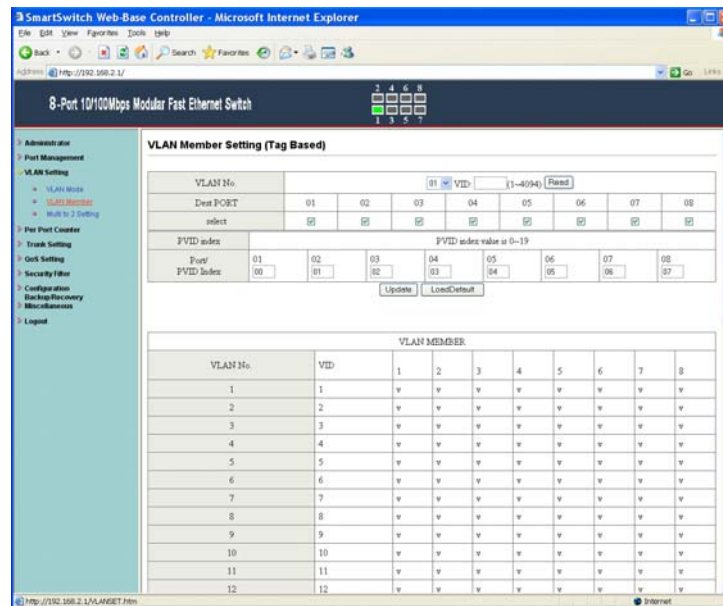 SmartSwitch Web-Base Controller - Microsoft Internet Explorer
File Edit View Favorites Tools Help
Back Search Favorites
Address http://192.168.2.1/ Go Links
8-Port 10/100Mbps Modular Fast Ethernet Switch
2 4 6 8
1 3 5 7
Administrator
Port Management
VLAN Setting
VLAN Mode
VLAN Member
Multi to 1 Setting
Per Port Counter
Trunk Setting
QoS Setting
Security Filter
Configuration
Backup/Recovery
Miscellaneous
Logout
VLAN Member Setting (Tag Based)
VLAN No. 01 VID: (1~4094) Read
Dest PORT 01 02 03 04 05 06 07 08
select
PVID index PVID index value is 0~19
Port/ 01 02 03 04 05 06 07 08
PVID Index 00 01 02 03 04 05 06 07
Update LoadDefault
VLAN MEMBER
VLAN No. VID 1 2 3 4 5 6 7 8
1 1 v v v v v v v v
2 2 v v v v v v v v
3 3 v v v v v v v v
4 4 v v v v v v v v
5 5 v v v v v v v v
6 6 v v v v v v v v
7 7 v v v v v v v v
8 8 v v v v v v v v
9 9 v v v v v v v v
10 10 v v v v v v v v
11 11 v v v v v v v v
12 12 v v v v v v v v
http://192.168.2.1/VLANSET.htm Internet